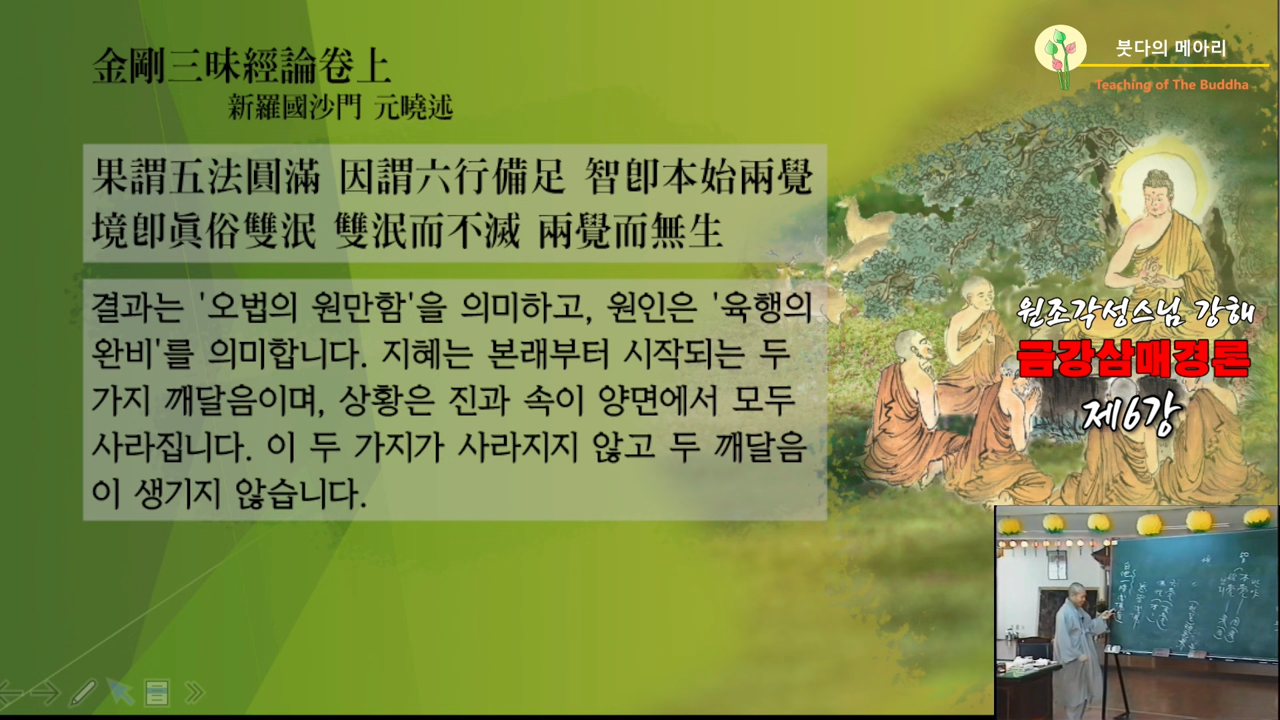 金剛三昧經論卷上
新羅國沙門 元曉述
果謂五法圓滿 因謂六行備足 智卽本始兩覺
境卽眞俗雙泯 雙泯而不滅 兩覺而無生
결과는 '오법의 원만함'을 의미하고, 원인은 '육행의
완비'를 의미합니다. 지혜는 본래부터 시작되는 두
가지 깨달음이며, 상황은 진과 속이 양면에서 모두
사라집니다. 이 두 가지가 사라지지 않고 두 깨달음
이 생기지 않습니다.
붓다의 메아리
Teaching of The Buddha
원조각성스님 강해
금강삼매경론
제6강